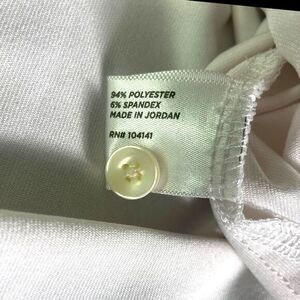 94% POLYESTER
6% SPANDEX
MADE IN JORDAN
RN# 104141